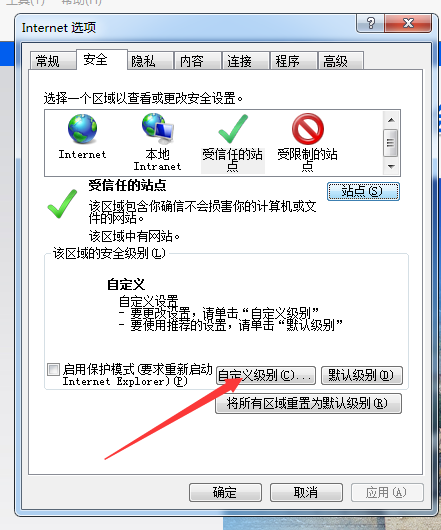 工具(T) 帮助(H)
Internet 选项
常规 安全 隐私 内容 连接 程序 高级
选择一个区域以查看或更改安全设置。
Internet
本地
Intranet
受信任的站
点
受限制的站
点
受信任的站点
站点(S)
该区域包含你确信不会损害你的计算机或文
件的网站。
该区域中有网站。
该区域的安全级别(L)
自定义
自定义设置
- 要更改设置，请单击“自定义级别”
- 要使用推荐的设置，请单击“默认级别”
启用保护模式(要求重新启动
Internet Explorer)(P)
自定义级别(C)...
默认级别(D)
将所有区域重置为默认级别(R)
确定 取消 应用(A)